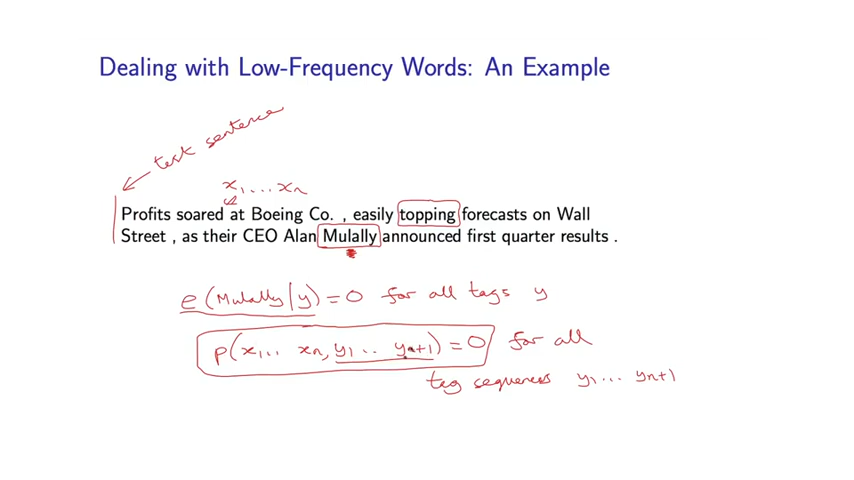 Dealing with Low-Frequency Words: An Example
test sentence
x1 ... xn
Profits soared at Boeing Co. , easily topping forecasts on Wall
Street , as their CEO Alan Mulally announced first quarter results .
e (Mulally | y) = 0 for all tags y
p(x1 ... xn, y1 .. yn+1) = 0 for all
tag sequences y1 ... yn+1